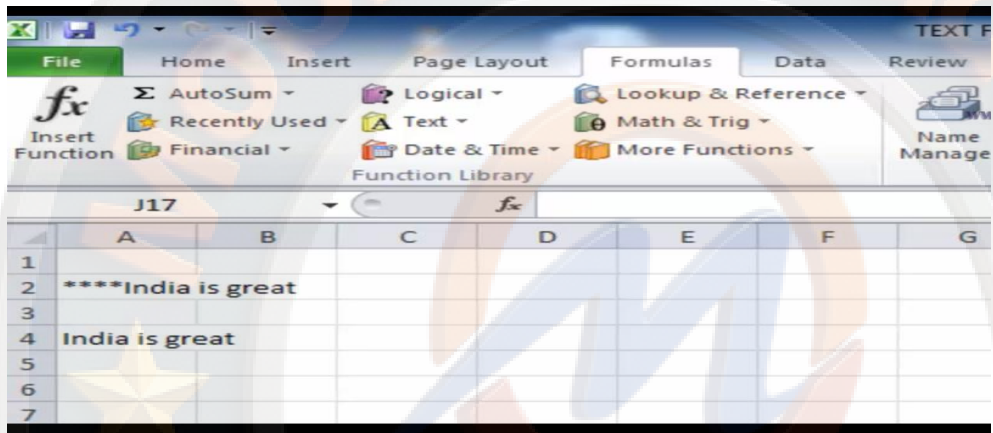 TEXT F
File Home Insert Page Layout Formulas Data Review
fx Σ AutoSum Logical Lookup & Reference
Insert Function Recently Used Text Math & Trig Name Manage
Financial Date & Time More Functions
Function Library
J17 fx
A B C D E F G
1
2 ****India is great
3
4 India is great
5
6
7